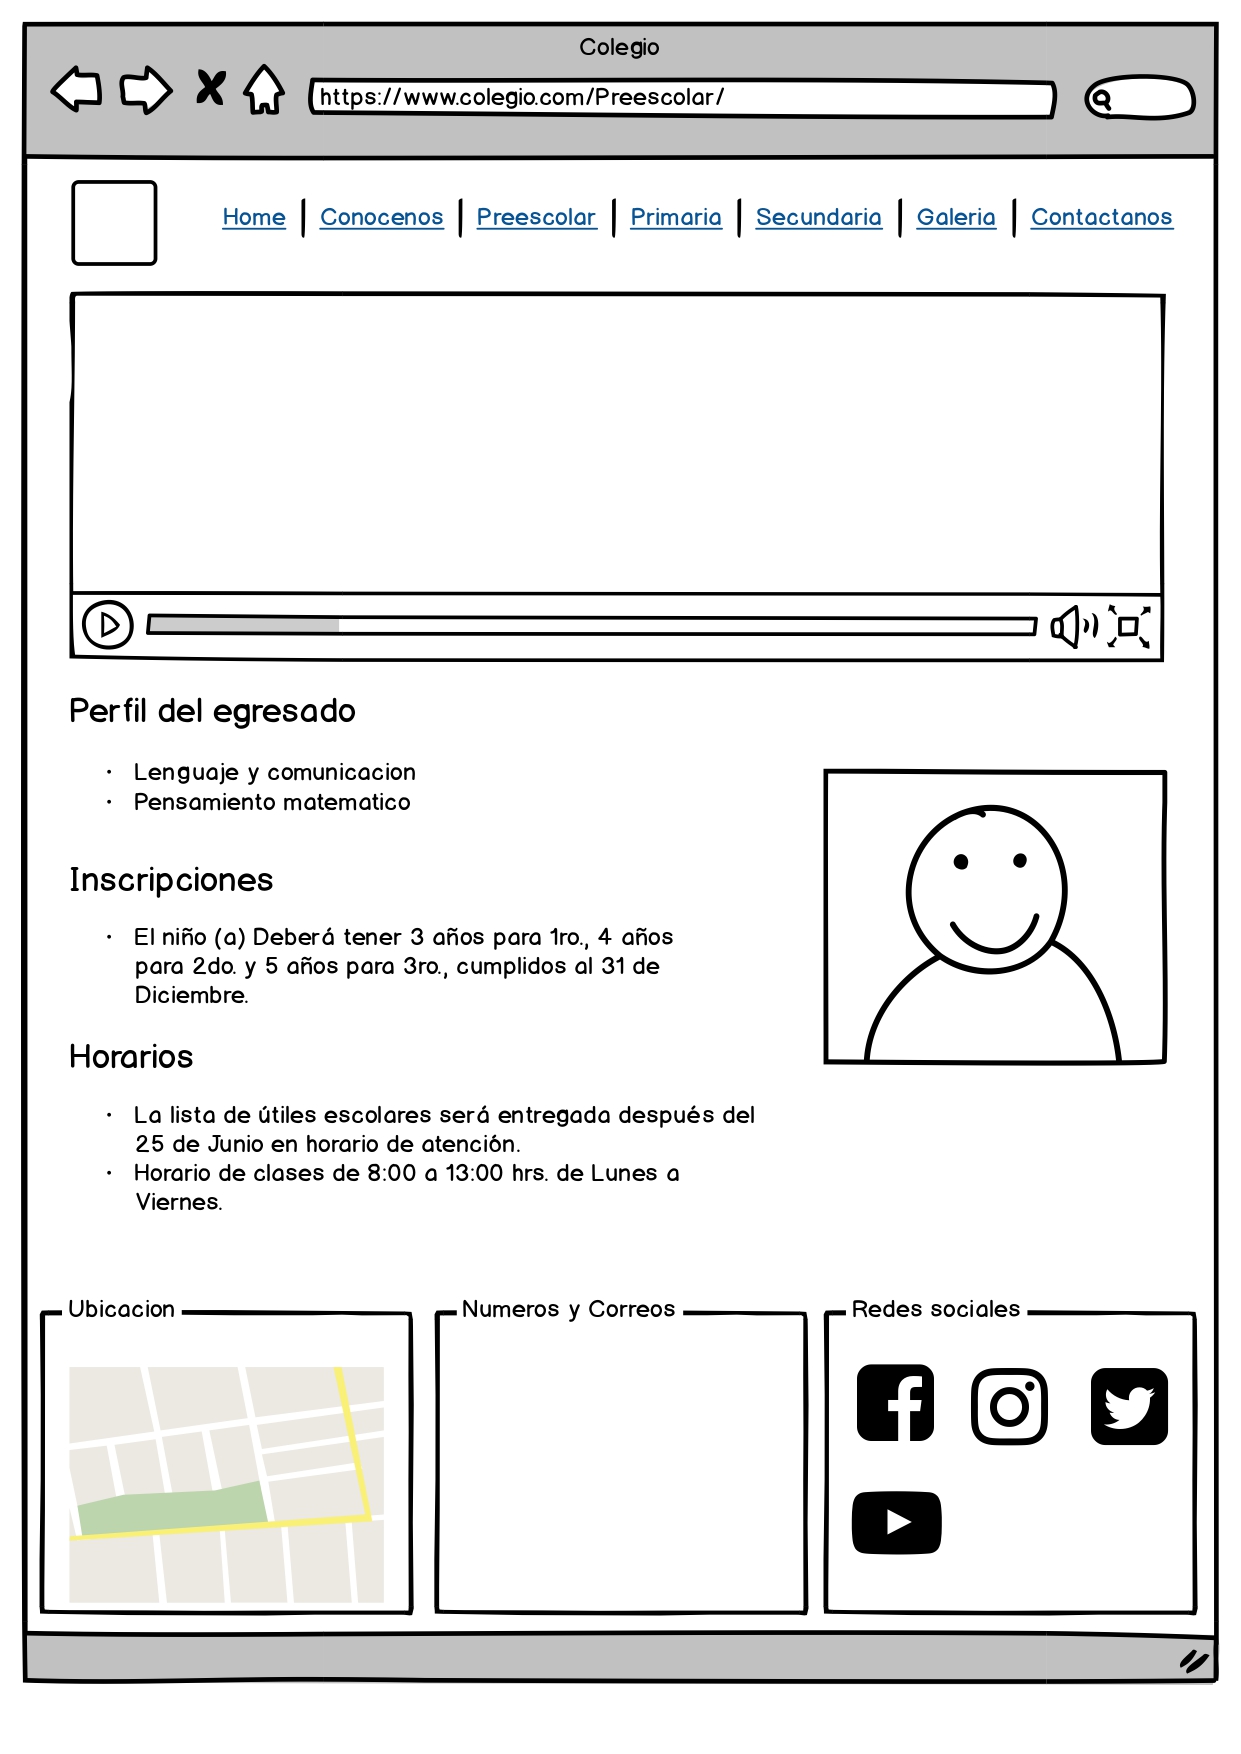 Colegio
https://www.colegio.com/Preescolar/
Home Conocenos Preescolar Primaria Secundaria Galeria Contactanos
Perfil del egresado
· Lenguaje y comunicacion
· Pensamiento matematico
Inscripciones
· El niño (a) Deberá tener 3 años para 1ro., 4 años
para 2do. y 5 años para 3ro., cumplidos al 31 de
Diciembre.
Horarios
· La lista de útiles escolares será entregada después del
25 de Junio en horario de atención.
· Horario de clases de 8:00 a 13:00 hrs. de Lunes a
Viernes.
Ubicacion
Numeros y Correos
Redes sociales